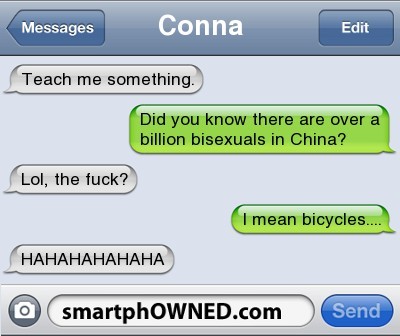 Messages
Conna
Edit
Teach me something.
Did you know there are over a
billion bisexuals in China?
Lol, the fuck?
I mean bicycles....
HAHAHAHAHAHA
smartphOWNED.com
Send